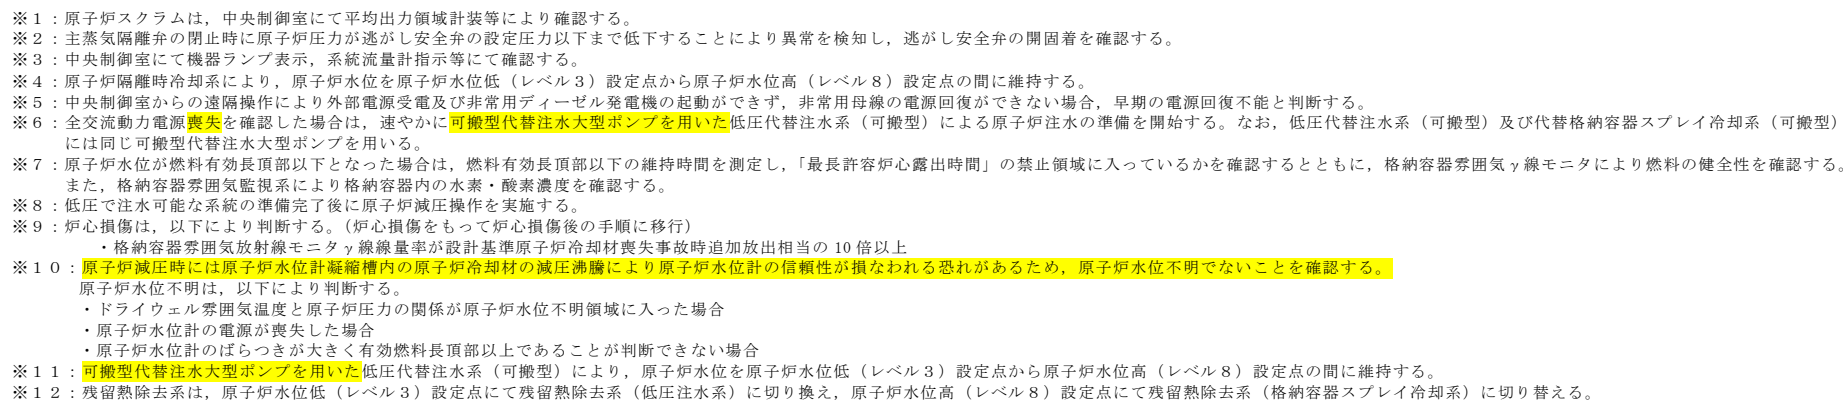 ※１：原子炉スクラムは，中央制御室にて平均出力領域計装等により確認する。
※２：主蒸気隔離弁の閉止時に原子炉圧力が逃がし安全弁の設定圧力以下まで低下することにより異常を検知し，逃がし安全弁の開固着を確認する。
※３：中央制御室にて機器ランプ表示，系統流量計指示等にて確認する。
※４：原子炉隔離時冷却系により，原子炉水位を原子炉水位低（レベル３）設定点から原子炉水位高（レベル８）設定点の間に維持する。
※５：中央制御室からの遠隔操作により外部電源受電及び非常用ディーゼル発電機の起動ができず，非常用母線の電源回復ができない場合，早期の電源回復不能と判断する。
※６：全交流動力電源喪失を確認した場合は，速やかに可搬型代替注水大型ポンプを用いた低圧代替注水系（可搬型）による原子炉注水の準備を開始する。なお，低圧代替注水系（可搬型）及び代替格納容器スプレイ冷却系（可搬型）
には同じ可搬型代替注水大型ポンプを用いる。
※７：原子炉水位が燃料有効長頂部以下となった場合は，燃料有効長頂部以下の維持時間を測定し，「最長許容炉心露出時間」の禁止領域に入っているかを確認するとともに，格納容器雰囲気γ線モニタにより燃料の健全性を確認する。
また，格納容器雰囲気監視系により格納容器内の水素・酸素濃度を確認する。
※８：低圧で注水可能な系統の準備完了後に原子炉減圧操作を実施する。
※９：炉心損傷は，以下により判断する。（炉心損傷をもって炉心損傷後の手順に移行）
・格納容器雰囲気放射線モニタγ線線量率が設計基準原子炉冷却材喪失事故時追加放出相当の 10 倍以上
※１０：原子炉減圧時には原子炉水位計凝縮槽内の原子炉冷却材の減圧沸騰により原子炉水位計の信頼性が損なわれる恐れがあるため，原子炉水位不明でないことを確認する。
原子炉水位不明は，以下により判断する。
・ドライウェル雰囲気温度と原子炉圧力の関係が原子炉水位不明領域に入った場合
・原子炉水位計の電源が喪失した場合
・原子炉水位計のばらつきが大きく有効燃料長頂部以上であることが判断できない場合
※１１：可搬型代替注水大型ポンプを用いた低圧代替注水系（可搬型）により，原子炉水位を原子炉水位低（レベル３）設定点から原子炉水位高（レベル８）設定点の間に維持する。
※１２：残留熱除去系は，原子炉水位低（レベル３）設定点にて残留熱除去系（低圧注水系）に切り換え，原子炉水位高（レベル８）設定点にて残留熱除去系（格納容器スプレイ冷却系）に切り替える。